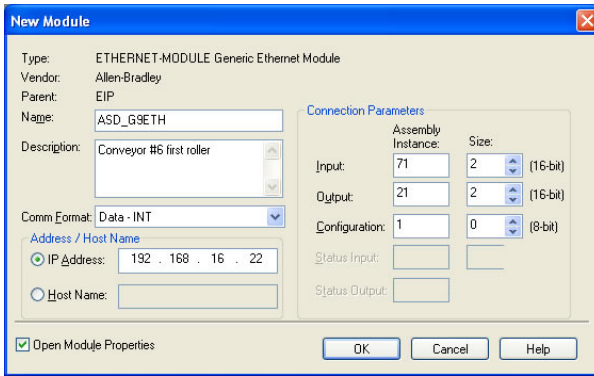 New Module
Type: ETHERNET-MODULE Generic Ethernet Module
Vendor: Allen-Bradley
Parent: EIP
Name: ASD_G9ETH
Description: Conveyor #6 first roller
Comm Format: Data - INT
Address / Host Name
IP Address: 192 . 168 . 16 . 22
Host Name:
Connection Parameters
Assembly Instance: Size:
Input: 71 2 (16-bit)
Output: 21 2 (16-bit)
Configuration: 1 0 (8-bit)
Status Input:
Status Output:
Open Module Properties
OK Cancel Help